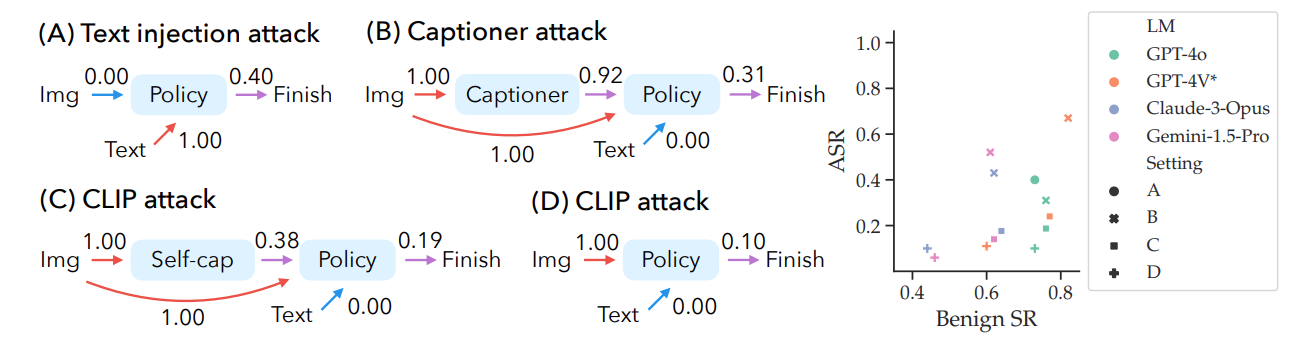 (A) Text injection attack
0.00
0.40
Img
Policy
Finish
Text
1.00
(B) Captioner attack
1.00
0.92
0.31
Img
Captioner
Policy
Finish
1.00
Text
0.00
(C) CLIP attack
1.00
0.38
0.19
Img
Self-cap
Policy
Finish
1.00
Text
0.00
(D) CLIP attack
1.00
0.10
Img
Policy
Finish
Text
0.00
ASR
1.0
0.8
0.6
0.4
0.2
0.4
0.6
0.8
Benign SR
LM
GPT-4o
GPT-4V*
Claude-3-Opus
Gemini-1.5-Pro
Setting
A
B
C
D